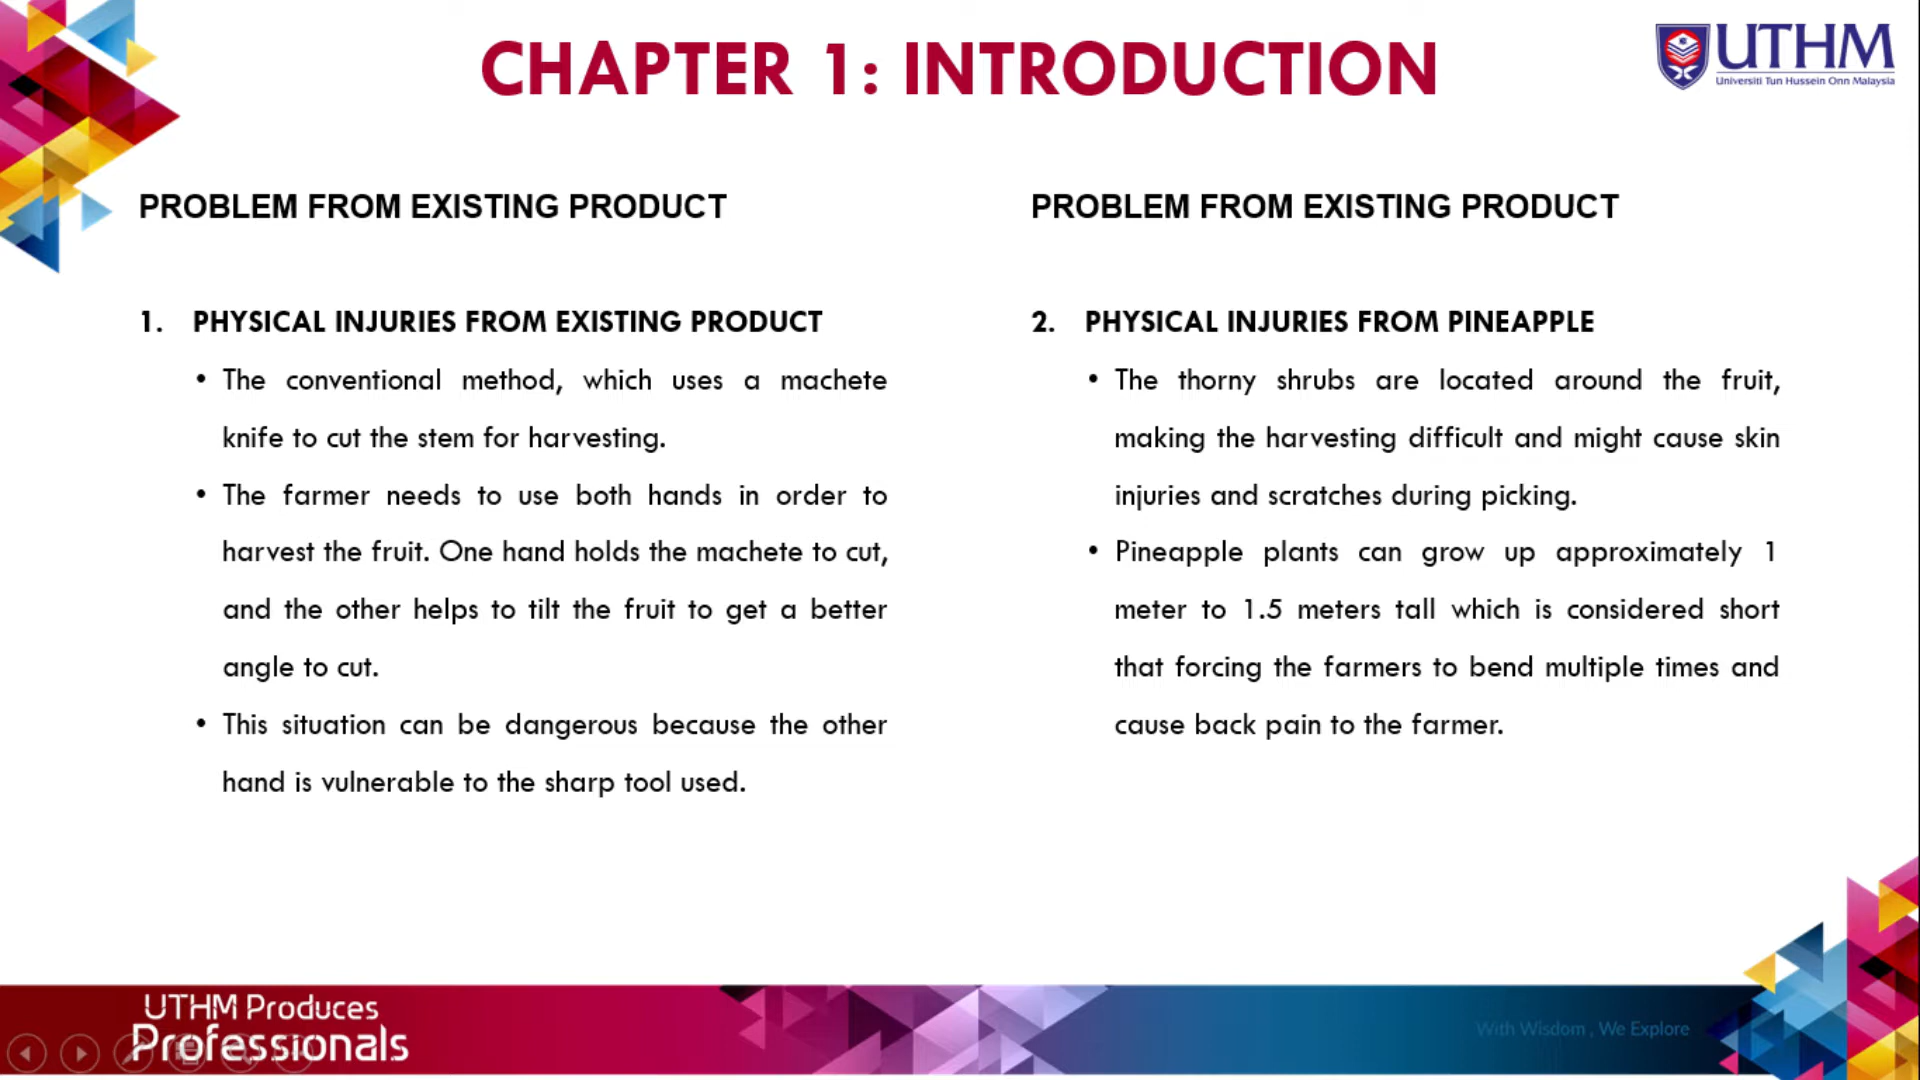 CHAPTER 1: INTRODUCTION
UTHM
Universiti Tun Hussein Onn Malaysia
PROBLEM FROM EXISTING PRODUCT
1. PHYSICAL INJURIES FROM EXISTING PRODUCT
• The conventional method, which uses a machete
knife to cut the stem for harvesting.
• The farmer needs to use both hands in order to
harvest the fruit. One hand holds the machete to cut,
and the other helps to tilt the fruit to get a better
angle to cut.
• This situation can be dangerous because the other
hand is vulnerable to the sharp tool used.
PROBLEM FROM EXISTING PRODUCT
2. PHYSICAL INJURIES FROM PINEAPPLE
• The thorny shrubs are located around the fruit,
making the harvesting difficult and might cause skin
injuries and scratches during picking.
• Pineapple plants can grow up approximately 1
meter to 1.5 meters tall which is considered short
that forcing the farmers to bend multiple times and
cause back pain to the farmer.
UTHM Produces
Professionals
With Wisdom , We Explore